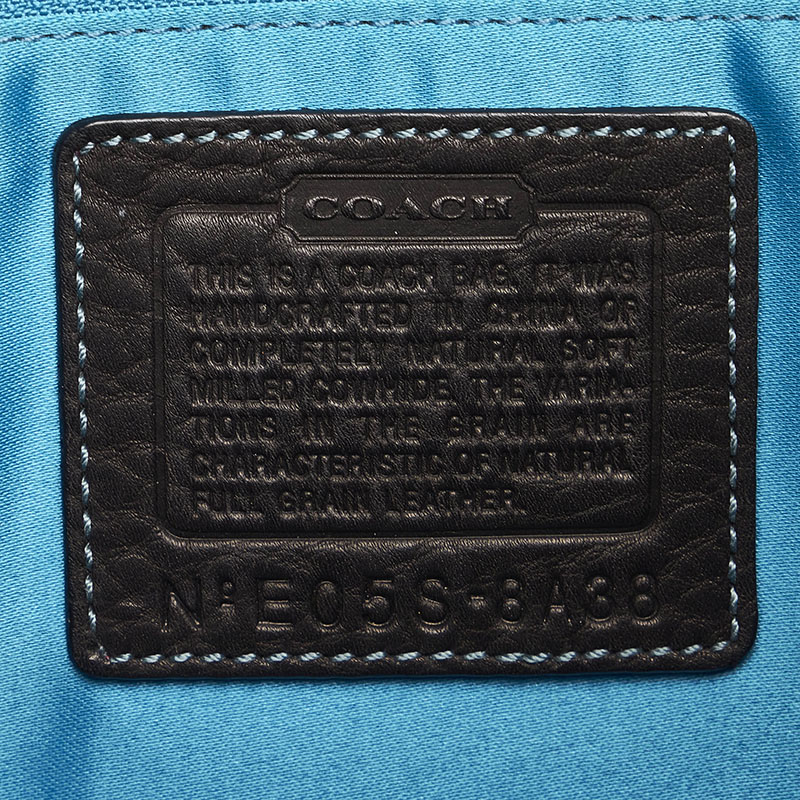 COACH
THIS IS A COACH BAG. IT WAS
HANDCRAFTED IN CHINA OF
COMPLETELY NATURAL SOFT
MILLED COWHIDE. THE VARIA-
TIONS IN THE GRAIN ARE
CHARACTERISTIC OF NATURAL
FULL GRAIN LEATHER.
Nº E05S-8A38